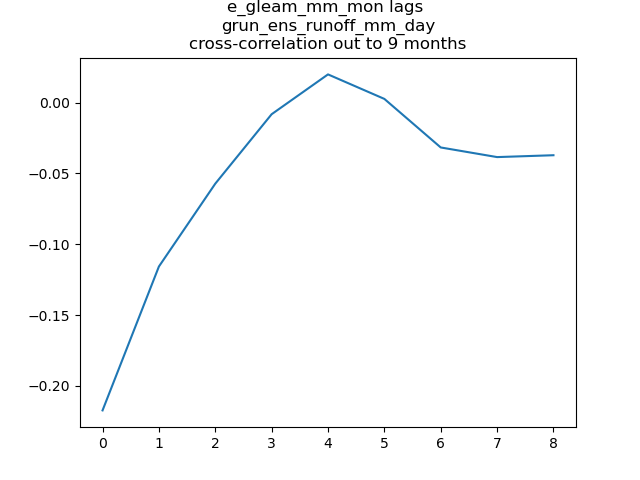 e_gleam_mm_mon lags
grun_ens_runoff_mm_day
cross-correlation out to 9 months
0.00
−0.05
−0.10
−0.15
−0.20
0 1 2 3 4 5 6 7 8